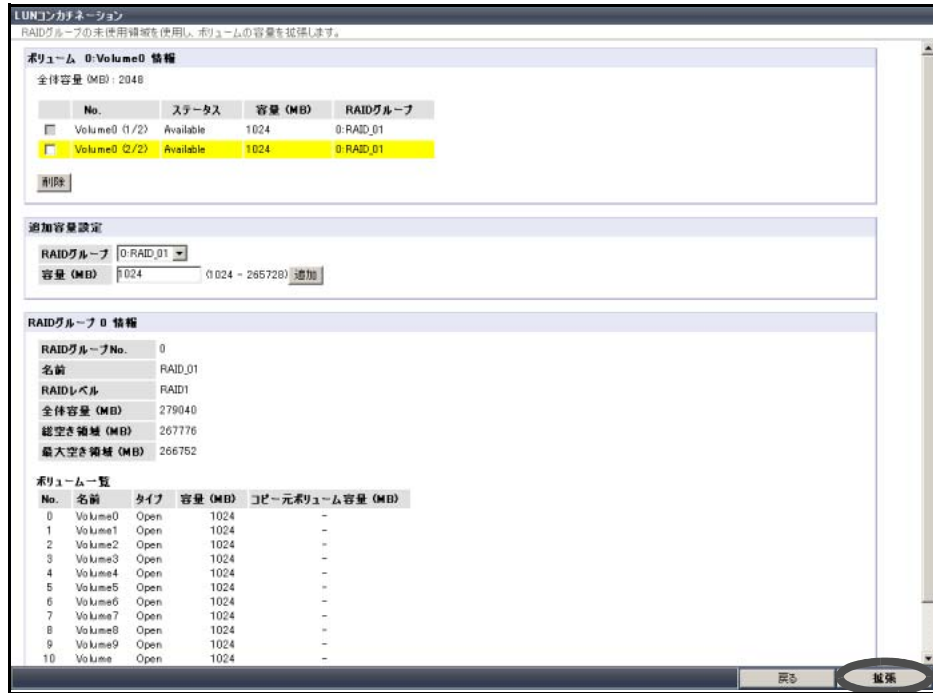 LUNコンカチネーション
RAIDグループの未使用領域を使用し、ボリュームの容量を拡張します。
ボリューム 0:Volume0 情報
全体容量 (MB) : 2048
No. ステータス 容量 (MB) RAIDグループ
Volume0 (1/2) Available 1024 0:RAID_01
Volume0 (2/2) Available 1024 0:RAID_01
削除
追加容量設定
RAIDグループ 0:RAID_01
容量 (MB) 1024 (1024 - 265728) 追加
RAIDグループ 0 情報
RAIDグループNo. 0
名前 RAID_01
RAIDレベル RAID1
全体容量 (MB) 279040
総空き領域 (MB) 267776
最大空き領域 (MB) 266752
ボリューム一覧
No. 名前 タイプ 容量 (MB) コピー元ボリューム容量 (MB)
0 Volume0 Open 1024 -
1 Volume1 Open 1024 -
2 Volume2 Open 1024 -
3 Volume3 Open 1024 -
4 Volume4 Open 1024 -
5 Volume5 Open 1024 -
6 Volume6 Open 1024 -
7 Volume7 Open 1024 -
8 Volume8 Open 1024 -
9 Volume9 Open 1024 -
10 Volume Open 1024 -
戻る 拡張